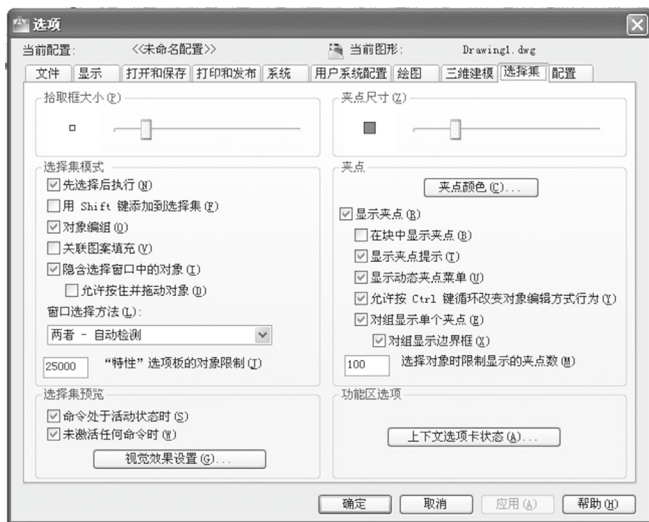 选项
当前配置: <<未命名配置>> 当前图形: Drawing1.dwg
文件 显示 打开和保存 打印和发布 系统 用户系统配置 绘图 三维建模 选择集 配置
拾取框大小(P)
夹点尺寸(Z)
选择集模式
先选择后执行(N)
用 Shift 键添加到选择集(F)
对象编组(O)
关联图案填充(V)
隐含选择窗口中的对象(I)
允许按住并拖动对象(D)
窗口选择方法(L):
两者 - 自动检测
25000 “特性”选项板的对象限制(J)
夹点
夹点颜色(C)...
显示夹点(R)
在块中显示夹点(B)
显示夹点提示(T)
显示动态夹点菜单(U)
允许按 Ctrl 键循环改变对象编辑方式行为(Y)
对组显示单个夹点(E)
对组显示边界框(X)
100 选择对象时限制显示的夹点数(M)
选择集预览
命令处于活动状态时(S)
未激活任何命令时(W)
视觉效果设置(G)...
功能区选项
上下文选项卡状态(A)...
确定 取消 应用(A) 帮助(H)